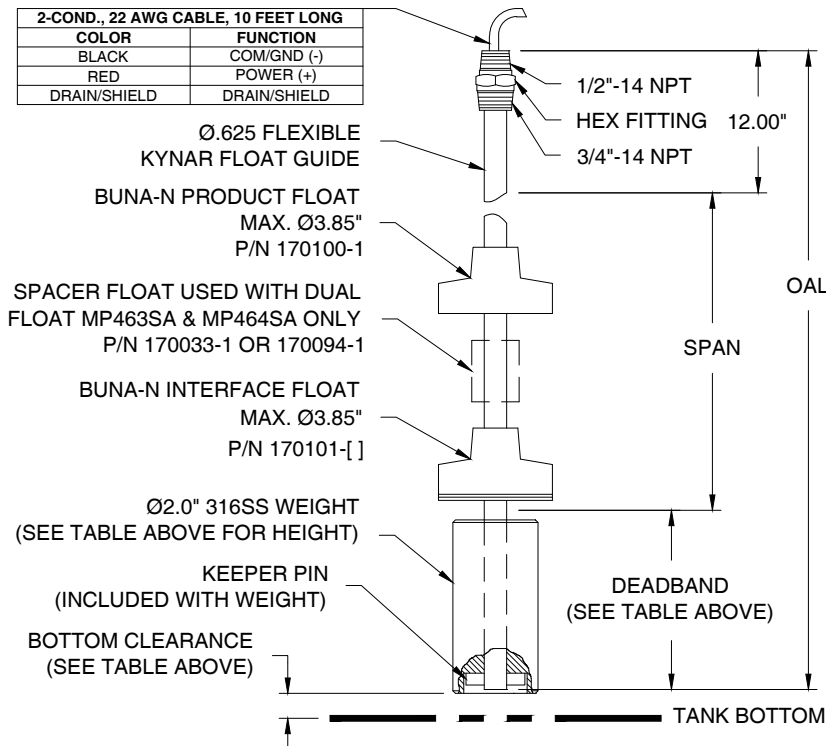 2-COND., 22 AWG CABLE, 10 FEET LONG
COLOR FUNCTION
BLACK COM/GND (-)
RED POWER (+)
DRAIN/SHIELD DRAIN/SHIELD
1/2"-14 NPT
HEX FITTING
12.00"
3/4"-14 NPT
Ø.625 FLEXIBLE
KYNAR FLOAT GUIDE
BUNA-N PRODUCT FLOAT
MAX. Ø3.85"
P/N 170100-1
OAL
SPACER FLOAT USED WITH DUAL
FLOAT MP463SA & MP464SA ONLY
P/N 170033-1 OR 170094-1
SPAN
BUNA-N INTERFACE FLOAT
MAX. Ø3.85"
P/N 170101-[ ]
Ø2.0" 316SS WEIGHT
(SEE TABLE ABOVE FOR HEIGHT)
KEEPER PIN
(INCLUDED WITH WEIGHT)
DEADBAND
(SEE TABLE ABOVE)
BOTTOM CLEARANCE
(SEE TABLE ABOVE)
TANK BOTTOM